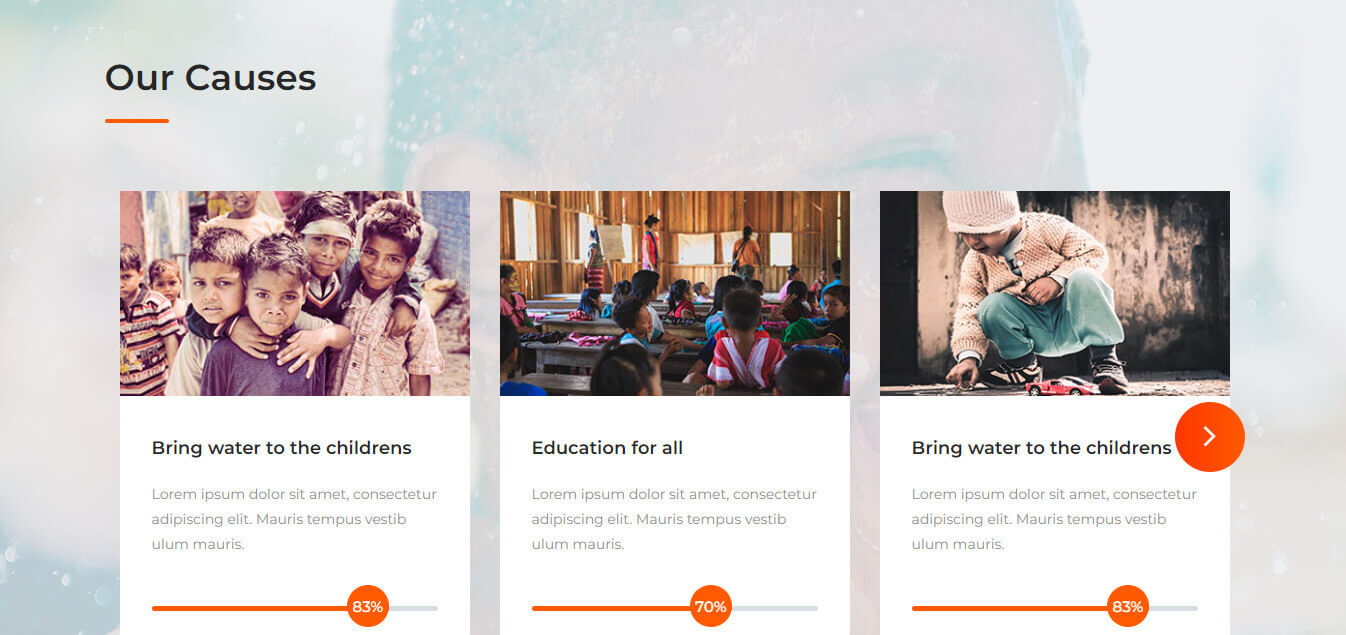 Our Causes
Bring water to the childrens
Lorem ipsum dolor sit amet, consectetur
adipiscing elit. Mauris tempus vestib
ulum mauris.
83%
Education for all
Lorem ipsum dolor sit amet, consectetur
adipiscing elit. Mauris tempus vestib
ulum mauris.
70%
Bring water to the childrens
Lorem ipsum dolor sit amet, consectetur
adipiscing elit. Mauris tempus vestib
ulum mauris.
83%